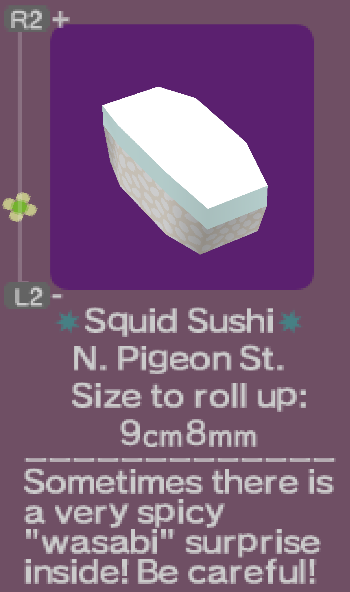 R2 +
L2 -
Squid Sushi
N. Pigeon St.
Size to roll up:
9cm8mm
Sometimes there is
a very spicy
"wasabi" surprise
inside! Be careful!